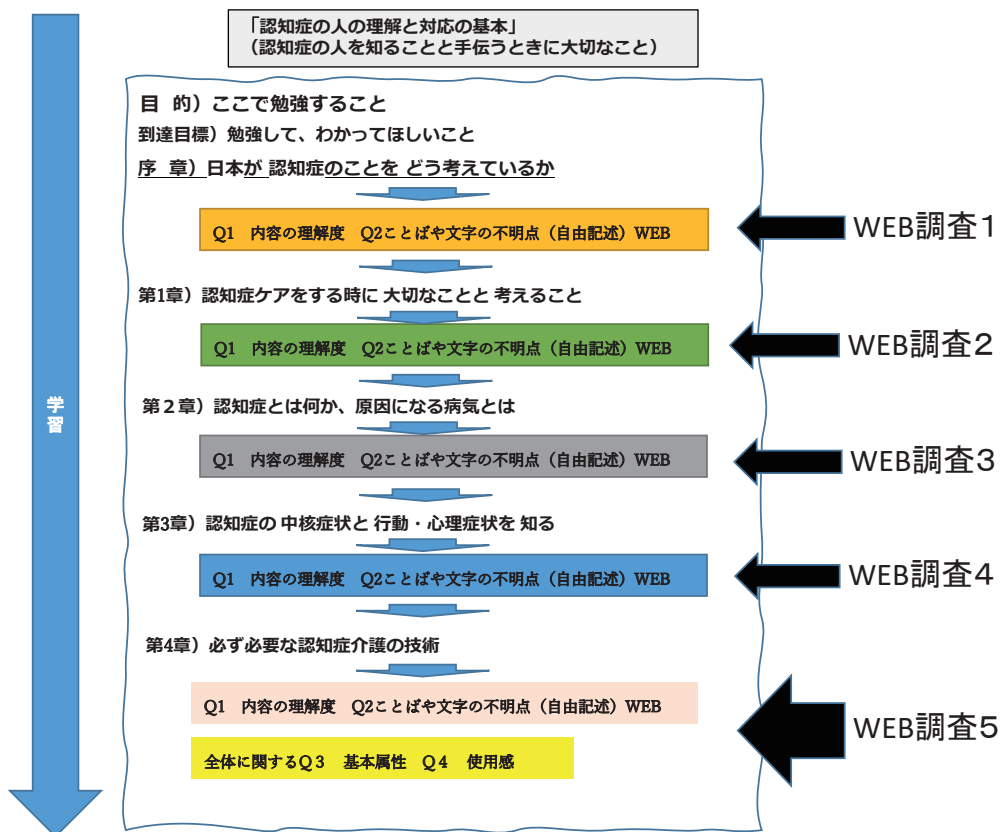 「認知症の人の理解と対応の基本」
（認知症の人を知ることと手伝うときに大切なこと）
目 的）ここで勉強すること
到達目標）勉強して、わかってほしいこと
序 章）日本が 認知症のことを どう考えているか
Q1　内容の理解度　Q2ことばや文字の不明点（自由記述）WEB
WEB調査1
第1章）認知症ケアをする時に 大切なことと 考えること
Q1　内容の理解度　Q2ことばや文字の不明点（自由記述）WEB
WEB調査2
学習
第２章）認知症とは何か、原因になる病気とは
Q1　内容の理解度　Q2ことばや文字の不明点（自由記述）WEB
WEB調査3
第3章）認知症の 中核症状と 行動・心理症状を 知る
Q1　内容の理解度　Q2ことばや文字の不明点（自由記述）WEB
WEB調査4
第4章）必ず必要な認知症介護の技術
Q1　内容の理解度　Q2ことばや文字の不明点（自由記述）WEB
WEB調査5
全体に関するQ３　基本属性　Q４　使用感